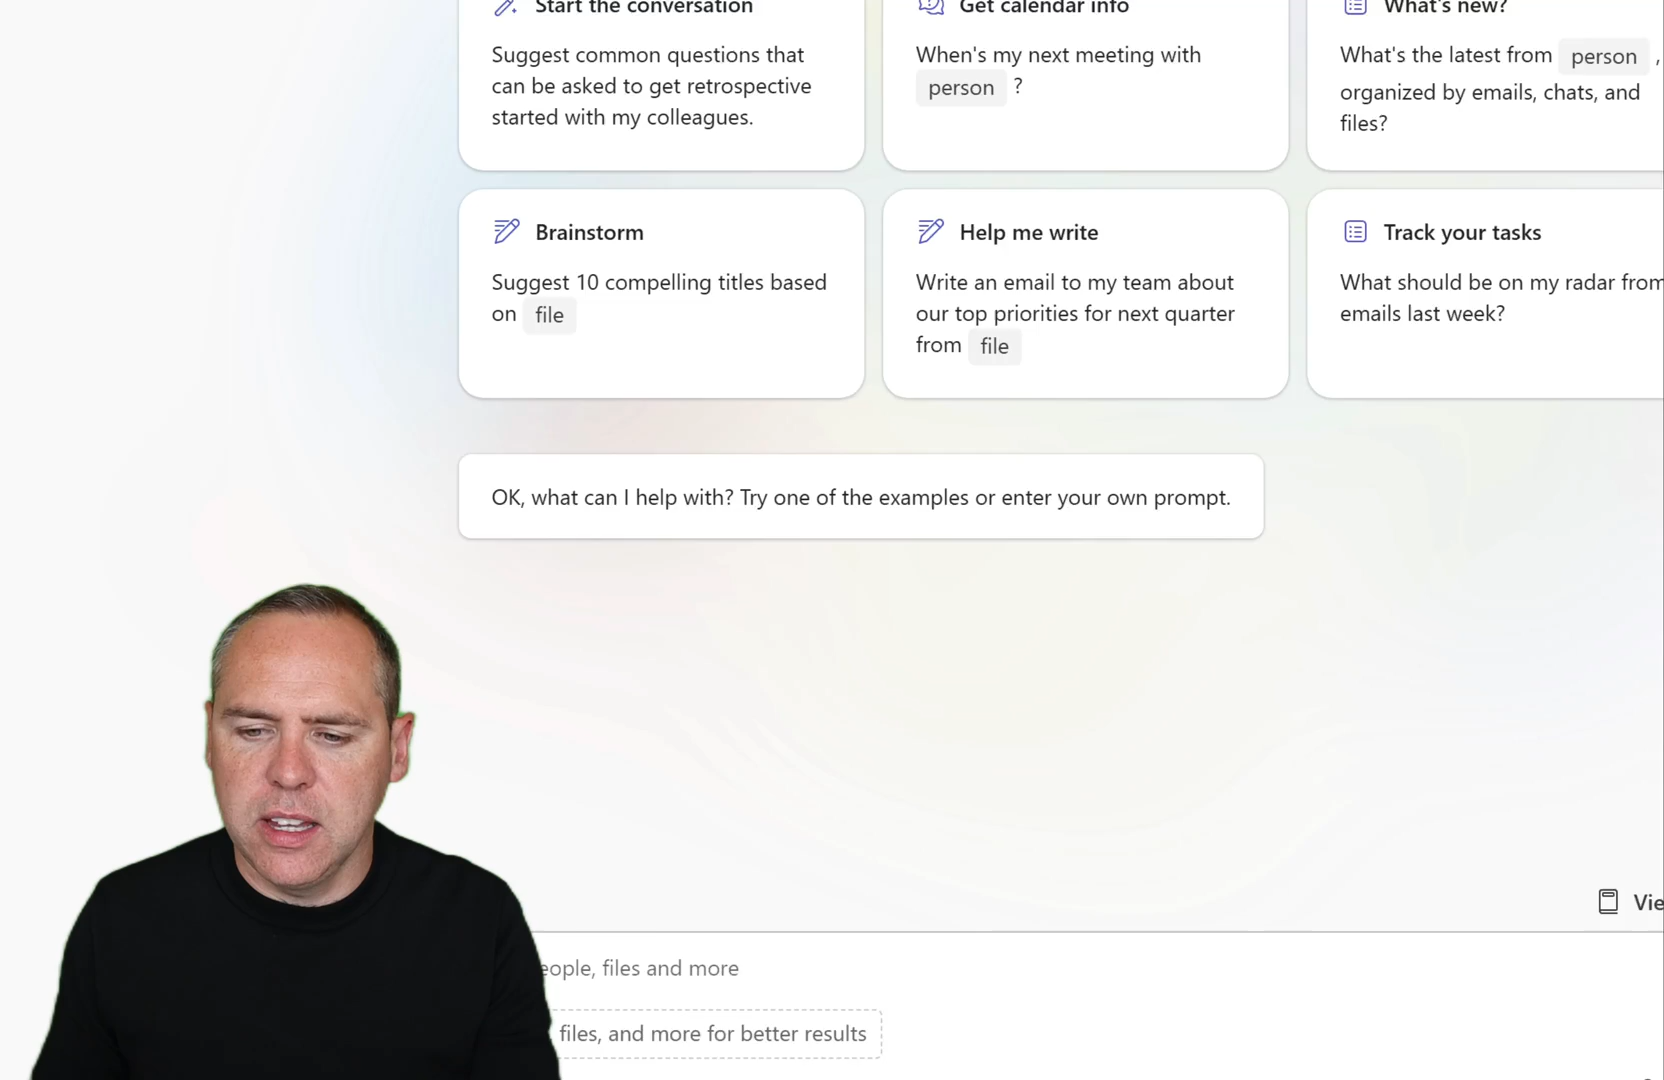 Start the conversation
Suggest common questions that
can be asked to get retrospective
started with my colleagues.
Get calendar info
When's my next meeting with
person ?
What's new?
What's the latest from person ,
organized by emails, chats, and
files?
Brainstorm
Suggest 10 compelling titles based
on file
Help me write
Write an email to my team about
our top priorities for next quarter
from file
Track your tasks
What should be on my radar from
emails last week?
OK, what can I help with? Try one of the examples or enter your own prompt.
files and more
files, and more for better results